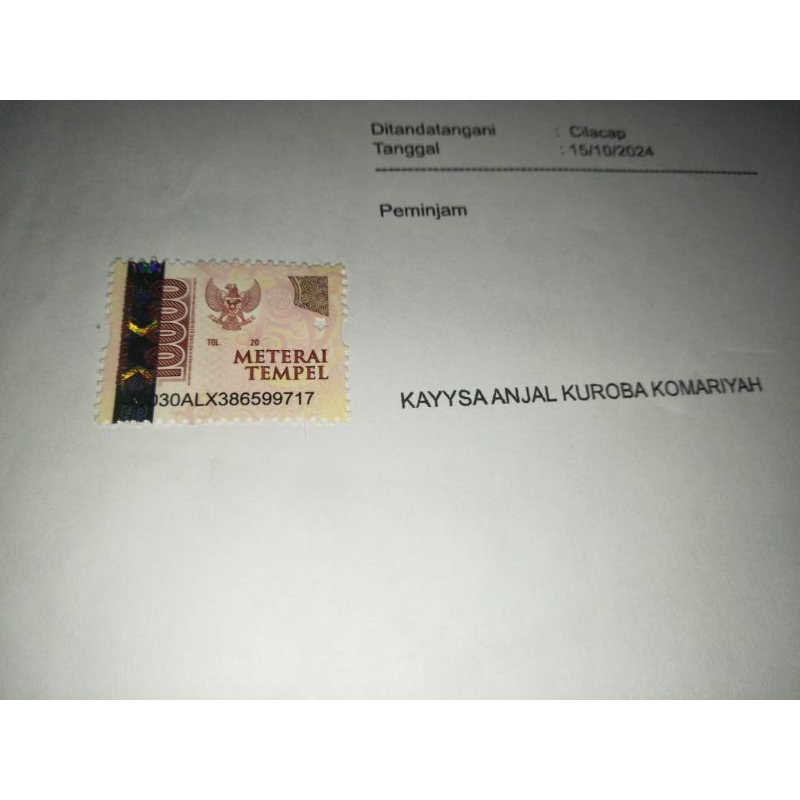 Ditandatangani : Cilacap
Tanggal : 15/10/2024
Peminjam
10000
TGL. 20
METERAI
TEMPEL
030ALX386599717
KAYYSA ANJAL KUROBA KOMARIYAH